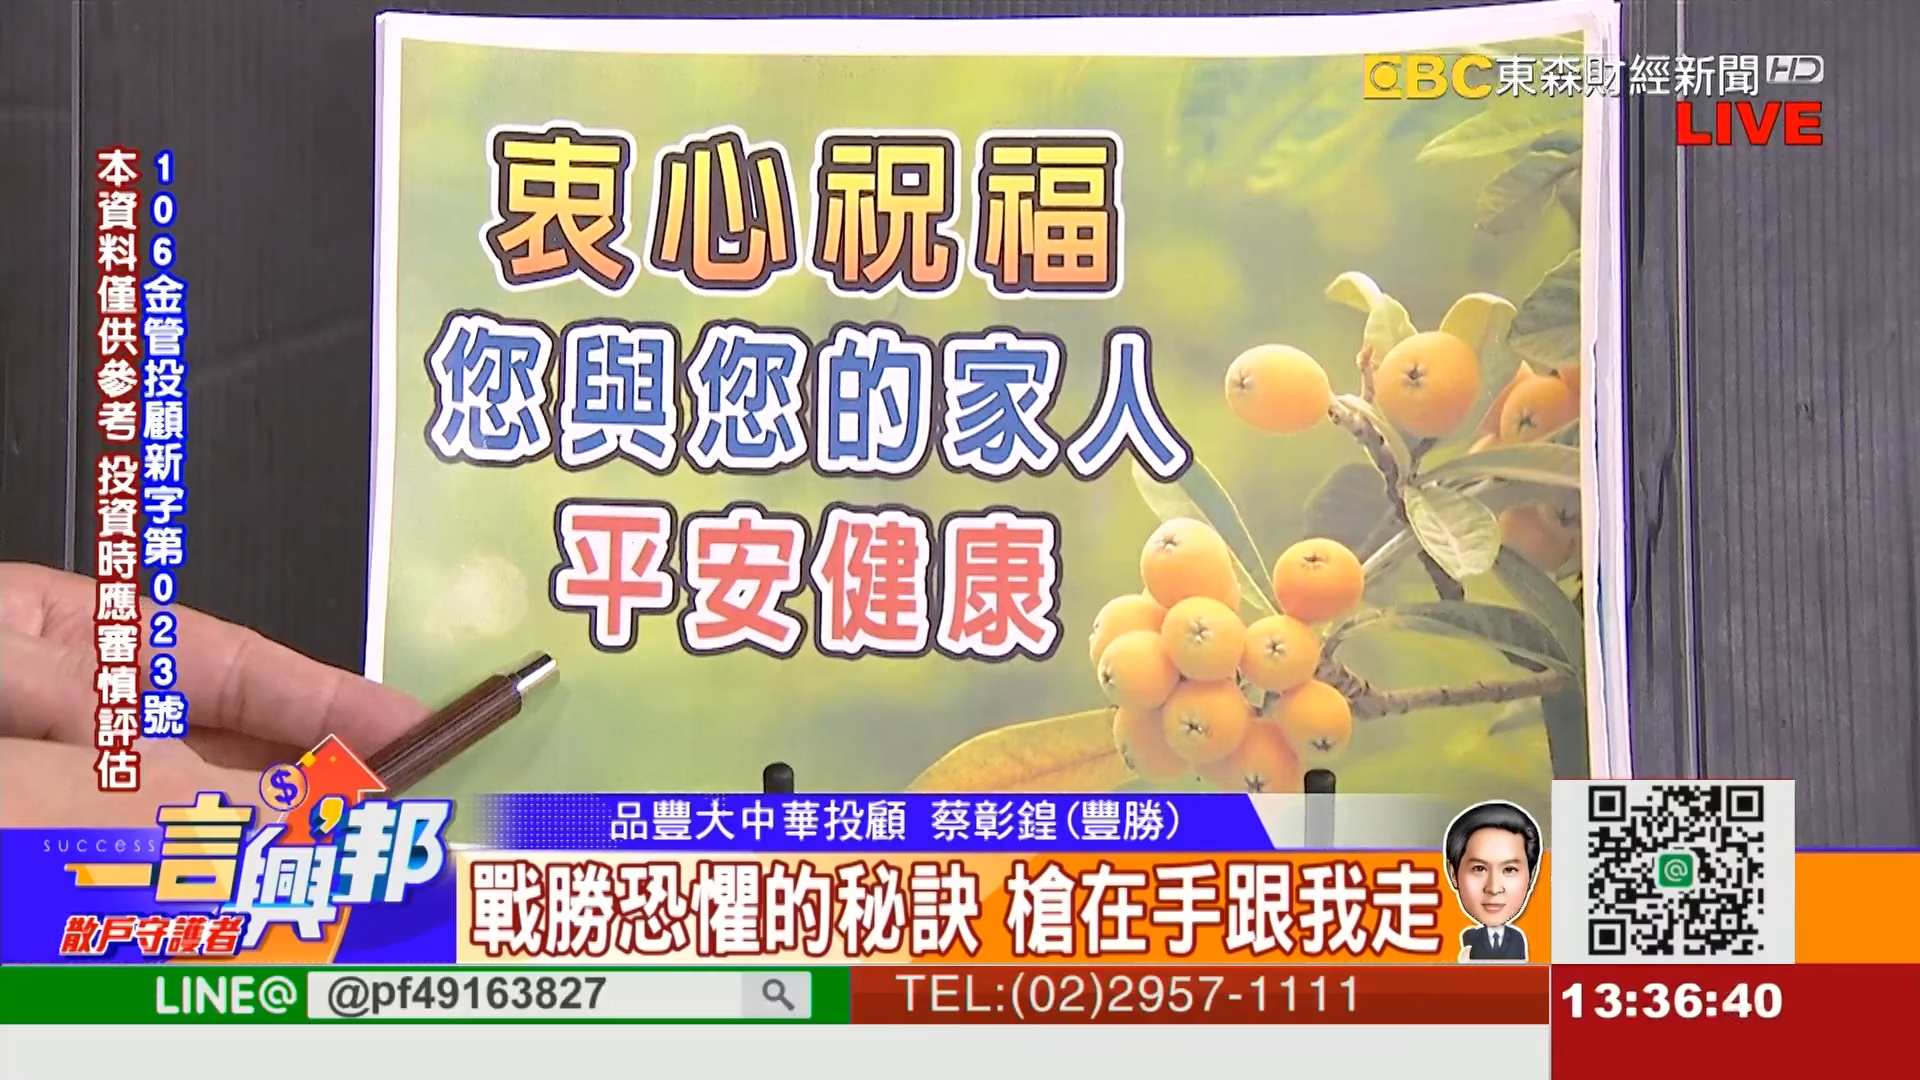 EBC東森財經新聞HD
LIVE
106金管投顧新字第023號
本資料僅供參考 投資時應審慎評估
衷心祝福
您與您的家人
平安健康
success
$
一言興邦
散戶守護者
品豐大中華投顧 蔡彰鍠(豐勝)
戰勝恐懼的秘訣 槍在手跟我走
@
LINE@ @pf49163827
TEL:(02)2957-1111
13:36:40